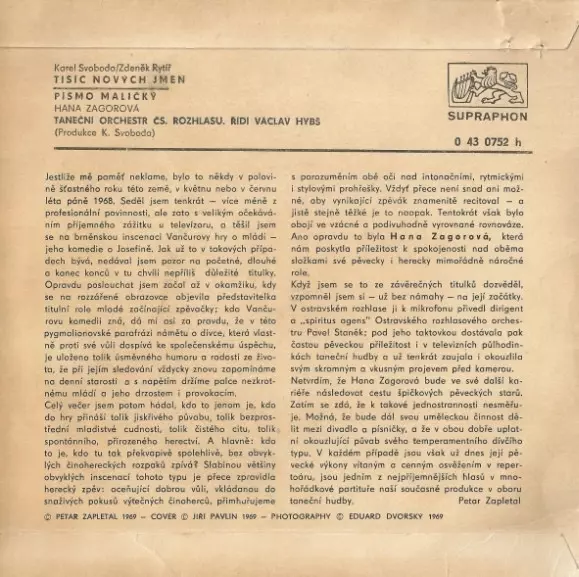 Karel Svoboda/Zdeněk Rytíř
TISÍC NOVÝCH JMEN
PÍSMO MALIČKÝ
HANA ZAGOROVÁ
TANEČNÍ ORCHESTR ČS. ROZHLASU. ŘÍDÍ VÁCLAV HYBŠ
(Produkce K. Svoboda)
SUPRAPHON
0 43 0752 h
Jestliže mě paměť neklame, bylo to někdy v polovi-
ně šťastného roku této země, v květnu nebo v červnu
léta páně 1968. Seděl jsem tenkrát — více méně z
profesionální povinnosti, ale zato s velikým očekává-
ním příjemného zážitku u televizoru, a těšil jsem
se na brněnskou inscenaci Vančurovy hry o mládí —
jeho komedie o Josefině. Jak už to v takových přípa-
dech bývá, nedával jsem pozor na početné, dlouhé
a konec konců v tu chvíli nepříliš důležité titulky.
Opravdu poslouchat jsem začal až v okamžiku, kdy
se na rozzářené obrazovce objevila představitelka
titulní role mladé začínající zpěvačky; kdo Vanču-
rovu komedii zná, dá mi asi za pravdu, že v této
pygmalionovské parafrázi námětu o dívce, která vlast-
ně proti své vůli dospívá ke společenskému úspěchu,
je uloženo tolik úsměvného humoru a radosti ze živo-
ta, že při jejím sledování vždycky znovu zapomínáme
na denní starosti a s napětím držíme palce nezkrat-
nému mládí a jeho drzostem i provokacím.
Celý večer jsem potom hádal, kdo to jenom je, kdo
do hry přináší tolik jiskřivého půvabu, tolik bezpros-
třední mladistvé cudnosti, tolik čistého citu, tolik
spontánního, přirozeného herectví. A hlavně: kdo
to je, kdo tu tak překvapivě spolehlivě, bez obvyk-
lých činohereckých rozpaků zpívá? Slabinou většiny
obvyklých inscenací tohoto typu je přece zpravidla
herecký zpěv: oceňující dobrou vůli, vkládanou do
snaživých pokusů výtečných činoherců, přimhuřujeme
s porozuměním obě oči nad intonačními, rytmickými
i stylovými prohřešky. Vždyť přece není snad ani mož-
né, aby vynikající zpěvák znamenitě recitoval — a
jistě stejně těžké je to naopak. Tentokrát však bylo
obojí ve vzácné a podivuhodně vyrovnané rovnováze.
Ano opravdu to byla Hana Zagorová, která
nám poskytla příležitost k spokojenosti nad oběma
složkami své pěvecky i herecky mimořádně náročné
role.
Když jsem se to ze závěrečných titulků dozvěděl,
vzpomněl jsem si — už bez námahy — na její začátky.
V ostravském rozhlase ji k mikrofonu přivedl dirigent
a „spiritus agens" Ostravského rozhlasového orches-
tru Pavel Staněk; pod jeho taktovkou dostávala pak
častou pěveckou příležitost i v televizních půlhodin-
kách taneční hudby a už tenkrát zaujala i okouzlila
svým skromným a vkusným projevem před kamerou.
Netvrdím, že Hana Zagorová bude ve své další ka-
riéře následovat cestu špičkových pěveckých starů.
Zatím se zdá, že k takové jednostrannosti nesměřu-
je. Možná, že bude dál svou uměleckou činnost dě-
lit mezi divadlo a písničky, a že v obou dobře uplat-
ní okouzlující půvab svého temperamentního dívčího
typu. V každém případě jsou však už dnes její pě-
vecké výkony vítaným a cenným osvěžením v reper-
toáru, jsou jedním z nejpříjemnějších hlasů v mno-
hořádkové partituře naší současné produkce v oboru
taneční hudby. Petar Zapletal
© PETAR ZAPLETAL 1969 — COVER © JIŘÍ PAVLIN 1969 — PHOTOGRAPHY © EDUARD DVORSKÝ 1969